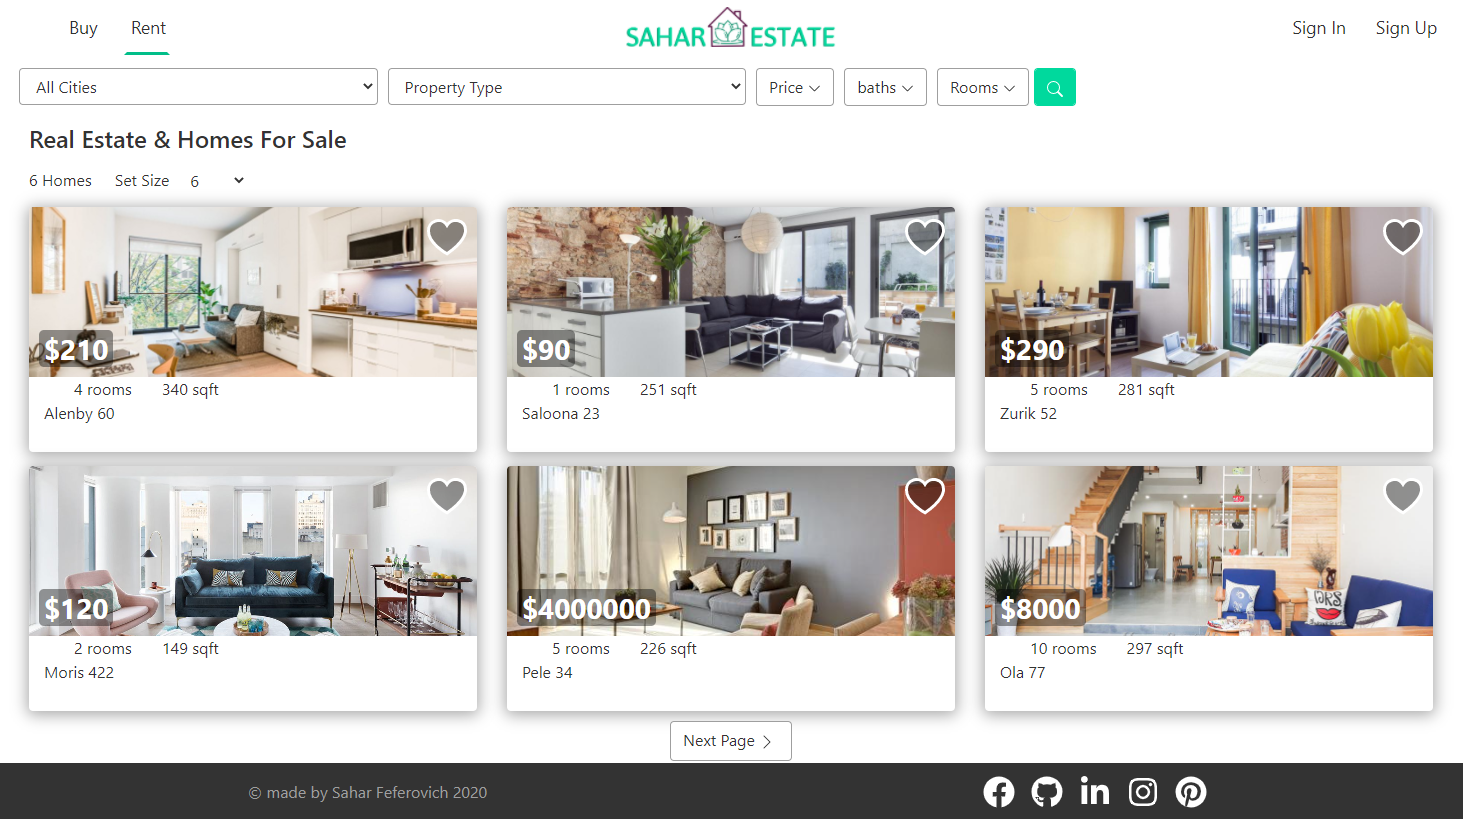 Buy Rent SAHAR ESTATE Sign In Sign Up
All Cities Property Type Price baths Rooms
Real Estate & Homes For Sale
6 Homes Set Size 6
$210 $90 $290
4 rooms 340 sqft 1 rooms 251 sqft 5 rooms 281 sqft
Alenby 60 Saloona 23 Zurik 52
$120 $4000000 $8000
2 rooms 149 sqft 5 rooms 226 sqft 10 rooms 297 sqft
Moris 422 Pele 34 Ola 77
Next Page
© made by Sahar Feferovich 2020